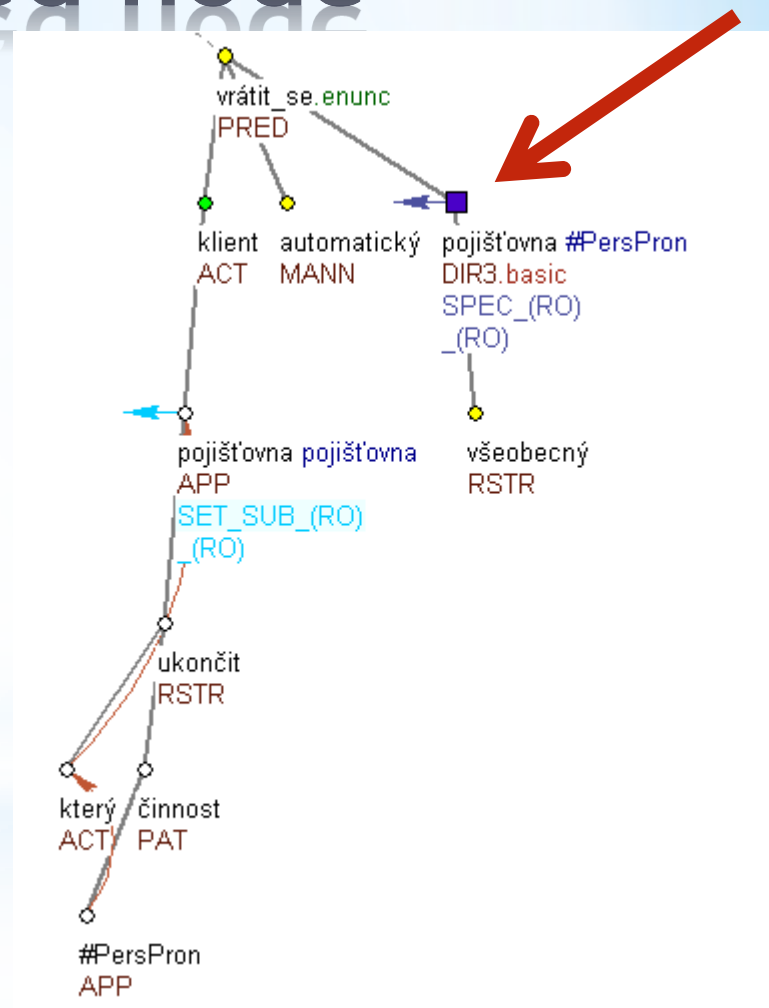 node
vrátit_se.enunc
PRED
klient automatický pojišťovna #PersPron
ACT MANN DIR3.basic
SPEC_(RO)
_(RO)
pojišťovna pojišťovna všeobecný
APP RSTR
SET_SUB_(RO)
_(RO)
ukončit
RSTR
který činnost
ACT PAT
#PersPron
APP